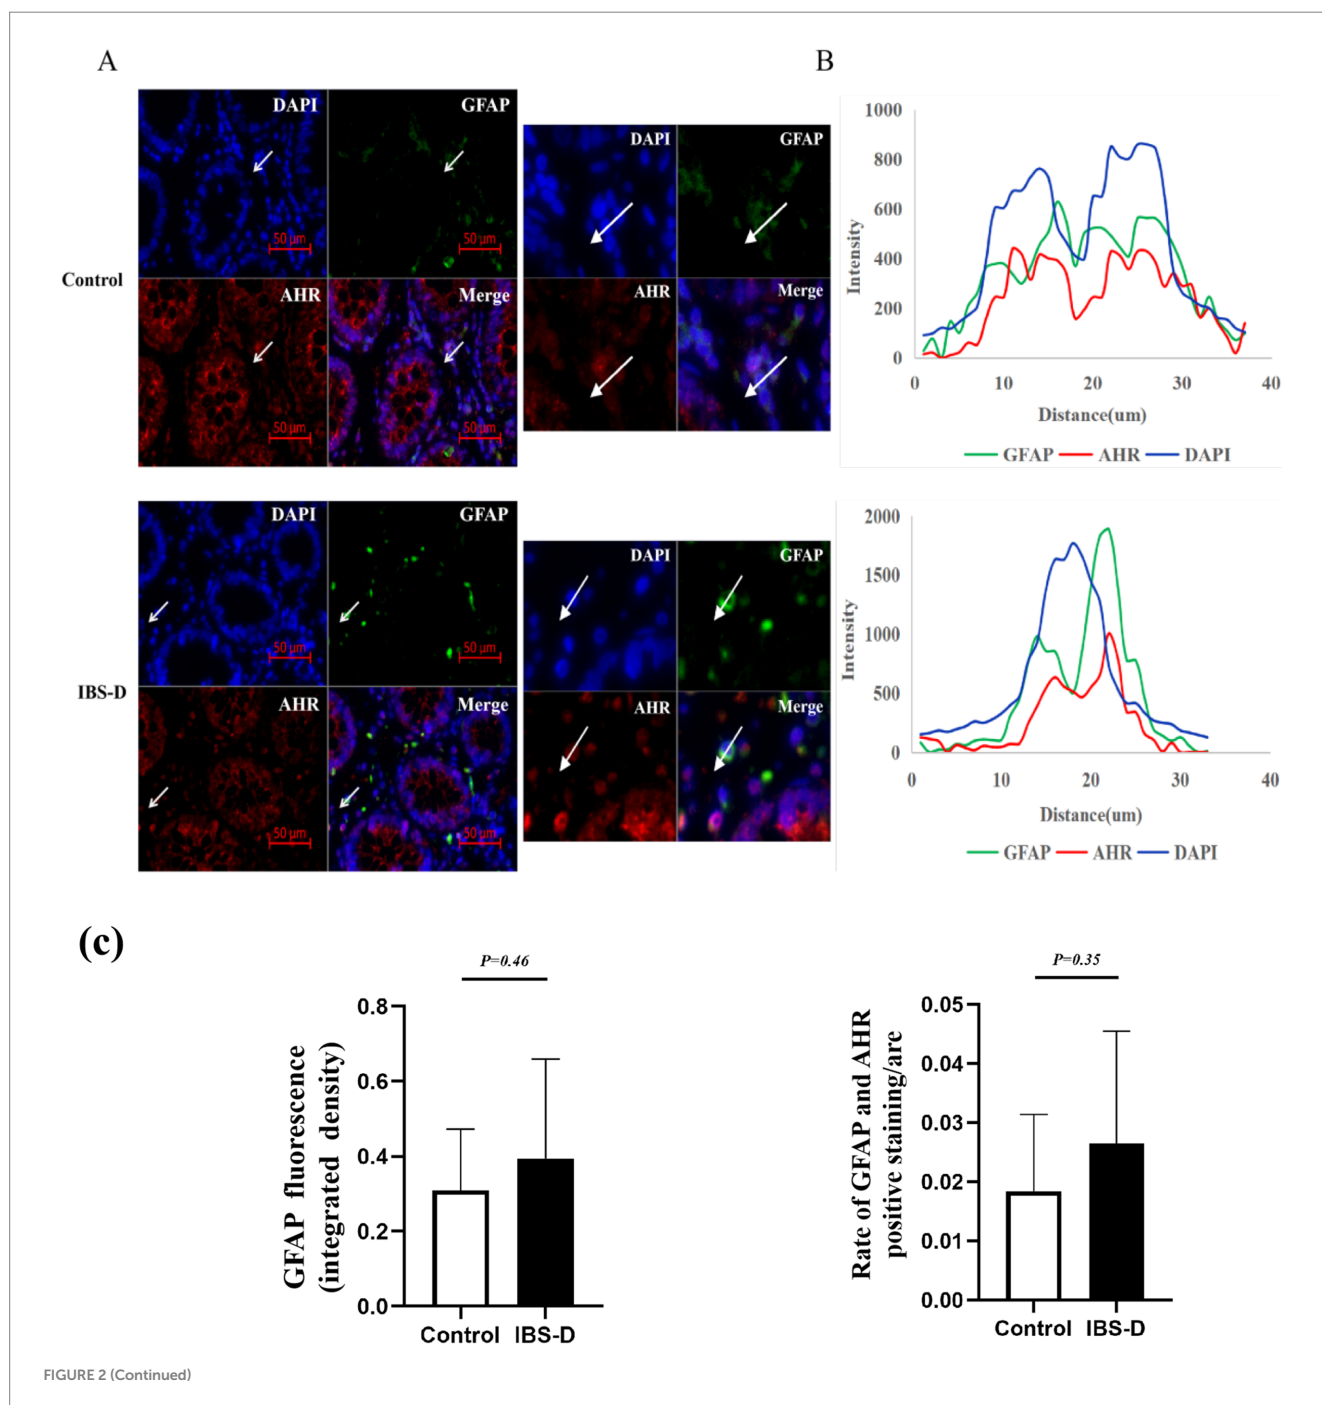 A
B
DAPI
GFAP
50 μm
50 μm
AHR
Merge
50 μm
50 μm
Control
DAPI
GFAP
AHR
Merge
1000
800
600
400
200
0
Intensity
0 10 20 30 40
Distance(um)
GFAP AHR DAPI
DAPI
GFAP
50 μm
50 μm
AHR
Merge
50 μm
50 μm
IBS-D
DAPI
GFAP
AHR
Merge
2000
1500
1000
500
0
Intensity
0 10 20 30 40
Distance(um)
GFAP AHR DAPI
(c)
P=0.46
0.8
0.6
0.4
0.2
0.0
GFAP fluorescence
(integrated density)
Control IBS-D
P=0.35
0.05
0.04
0.03
0.02
0.01
0.00
Rate of GFAP and AHR
positive staining/are
Control IBS-D
FIGURE 2 (Continued)